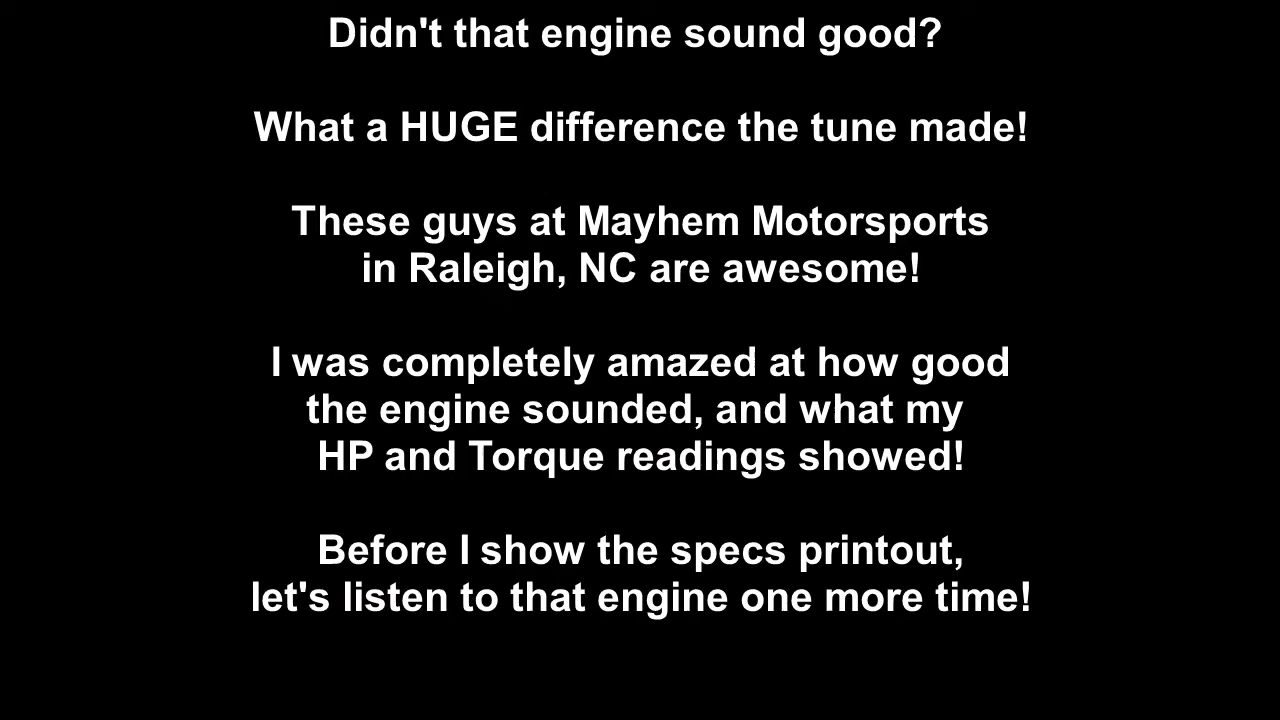 Didn't that engine sound good?
What a HUGE difference the tune made!
These guys at Mayhem Motorsports
in Raleigh, NC are awesome!
I was completely amazed at how good
the engine sounded, and what my
HP and Torque readings showed!
Before I show the specs printout,
let's listen to that engine one more time!